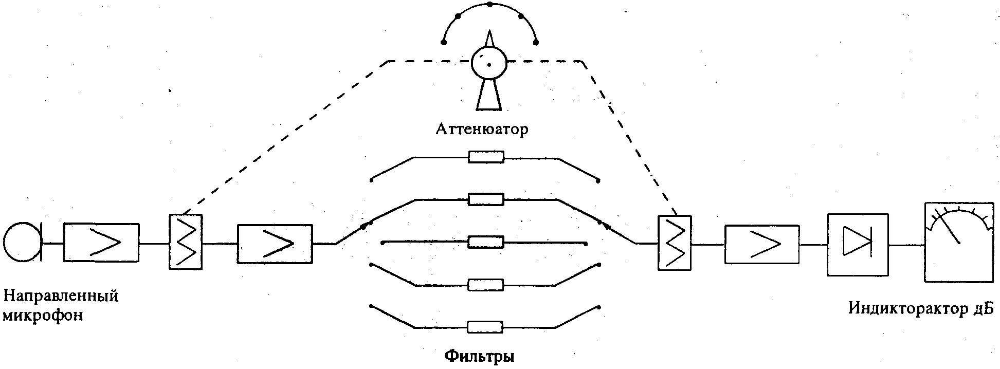 Аттенюатор
Направленный
микрофон
Индикторактор дБ
Фильтры